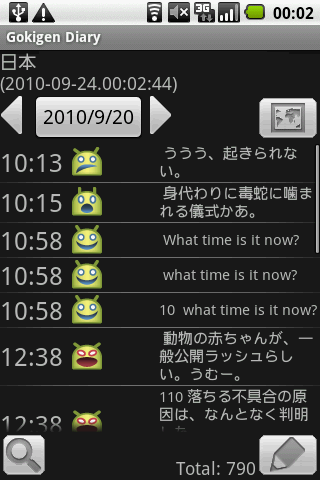 3G
00:02
Gokigen Diary
日本
(2010-09-24.00:02:44)
2010/9/20
10:13 ううう、起きられな
い。
10:15 身代わりに毒蛇に噛ま
れる儀式かあ。
10:58 What time is it now?
10:58 what time is it now?
10:58 10 what time is it now?
12:38 動物の赤ちゃんが、一
般公開ラッシュらし
い。うむー。
12:38 110 落ちる不具合の原
因は、なんとなく判明
Total: 790